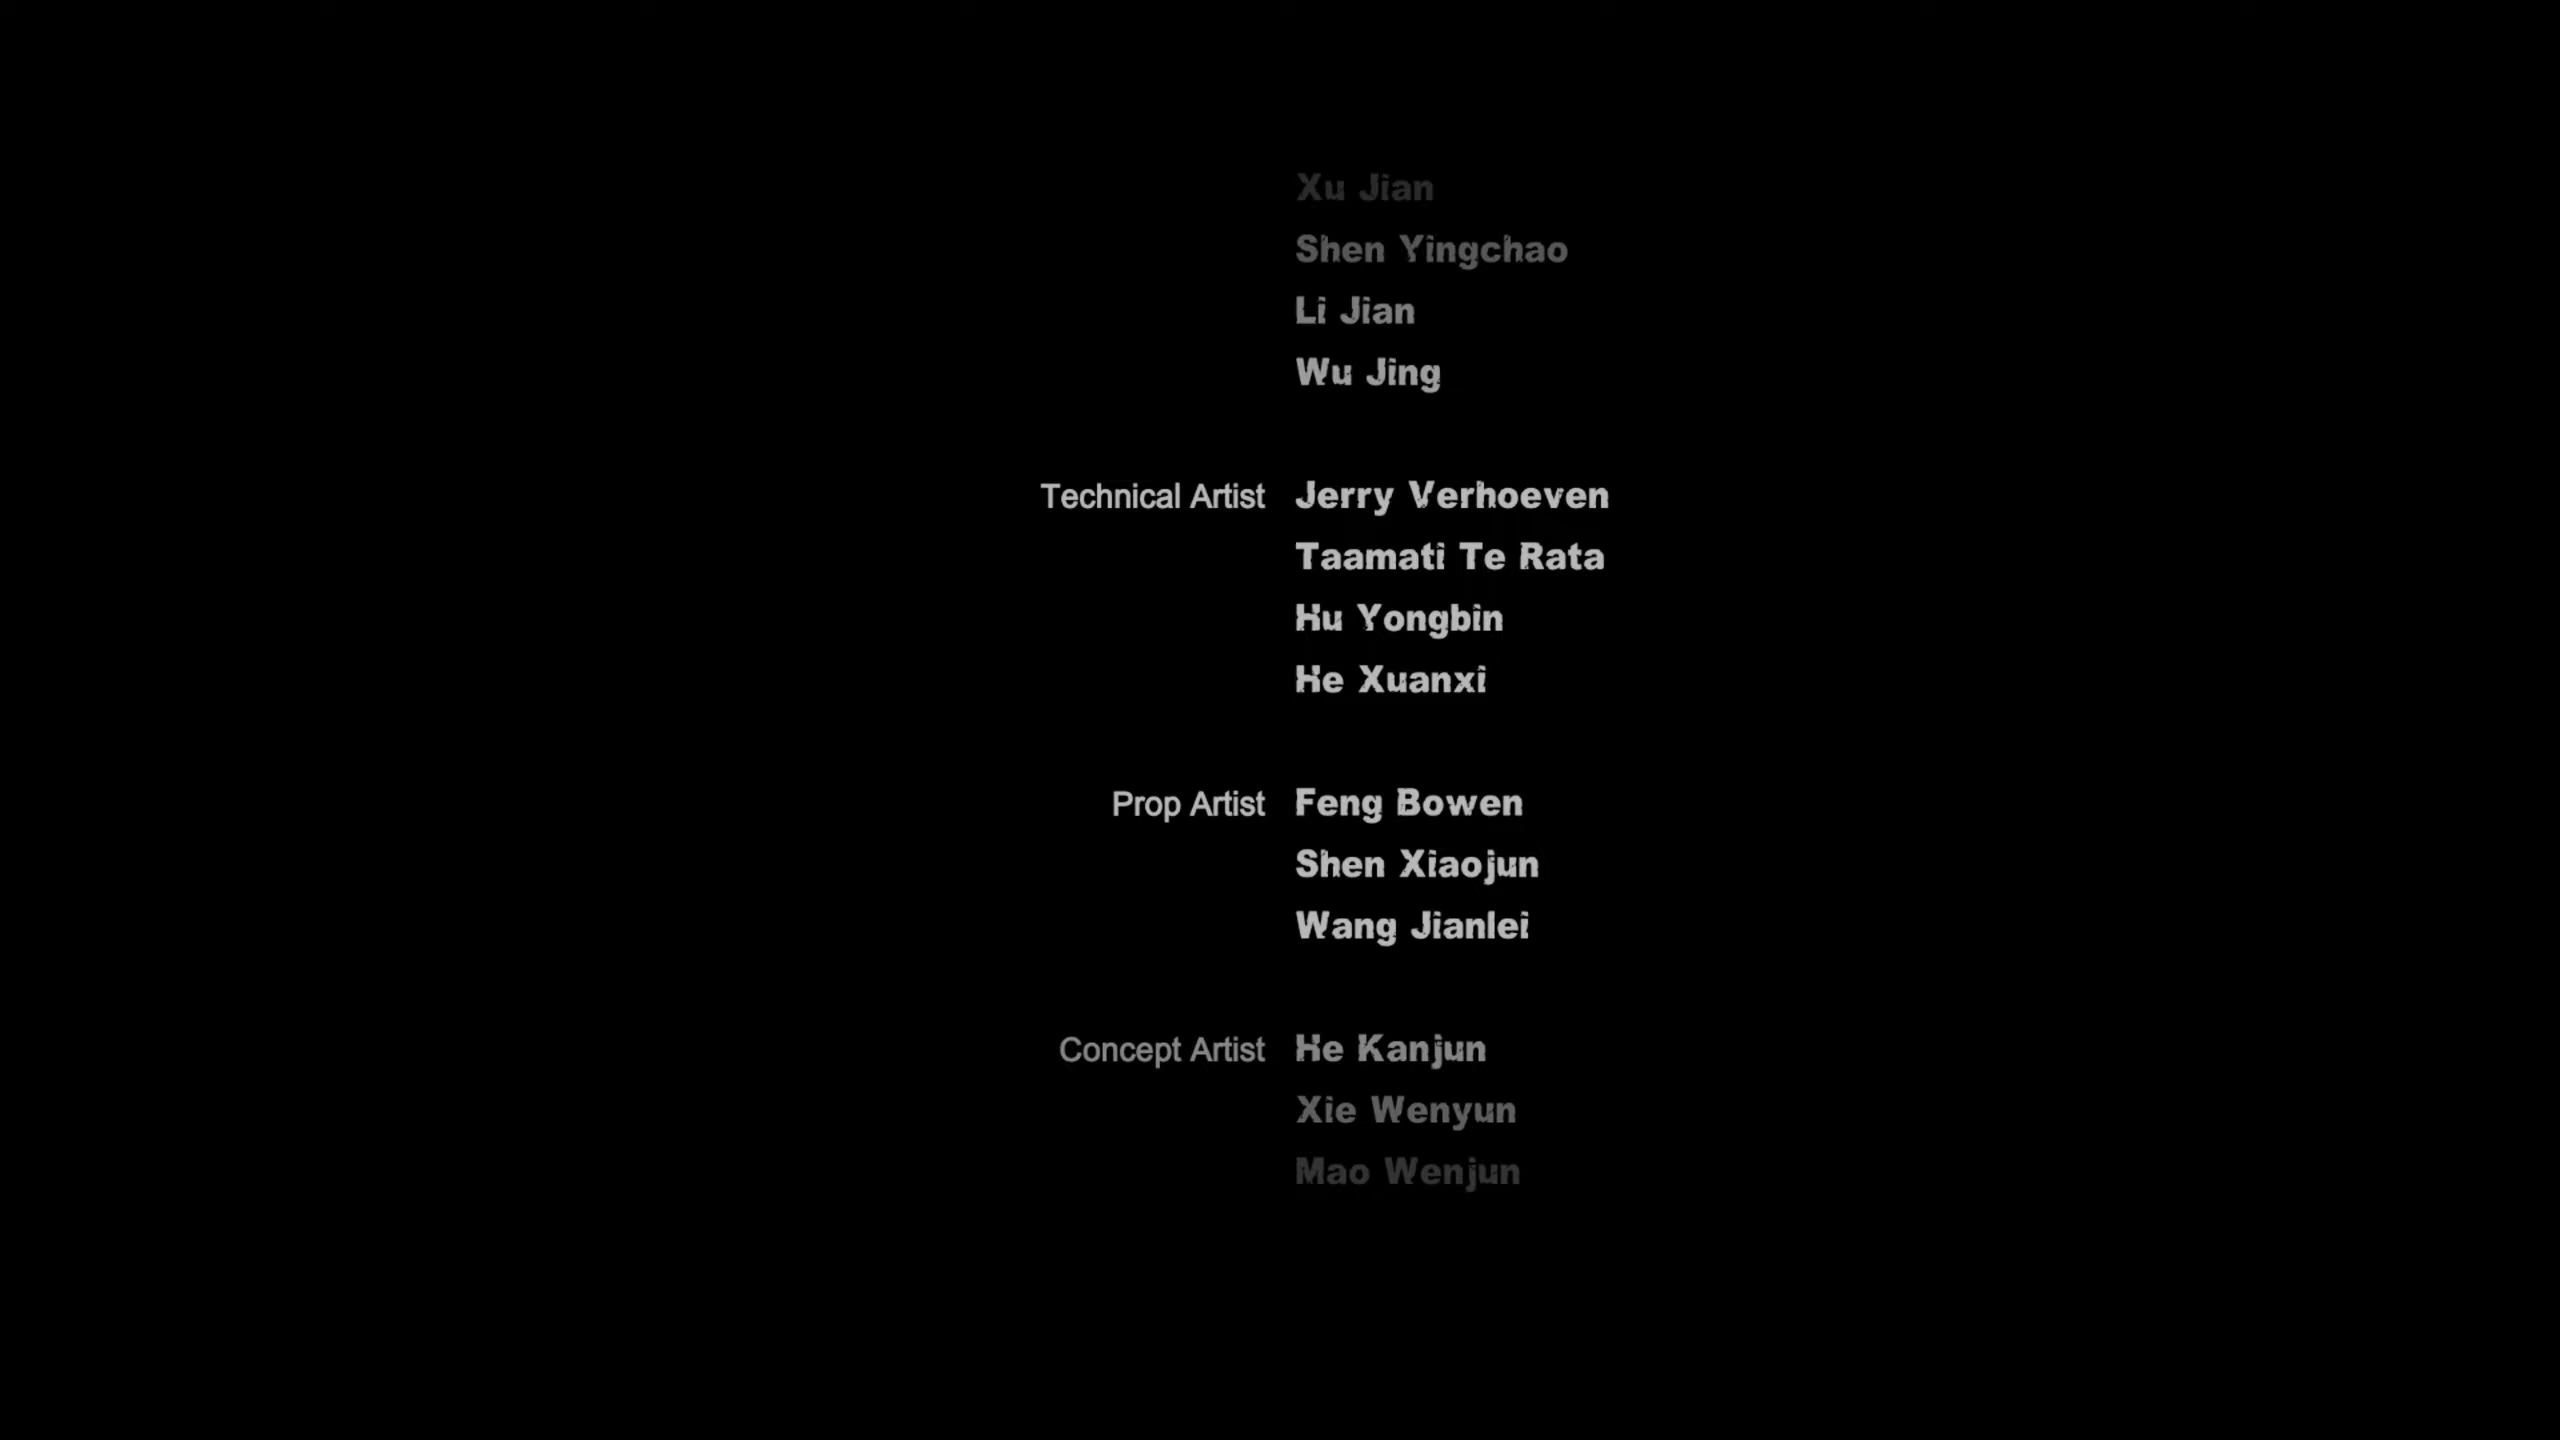 Xu Jian
Shen Yingchao
Li Jian
Wu Jing
Technical Artist Jerry Verhoeven
Taamati Te Rata
Hu Yongbin
He Xuanxi
Prop Artist Feng Bowen
Shen Xiaojun
Wang Jianlei
Concept Artist He Kanjun
Xie Wenyun
Mao Wenjun